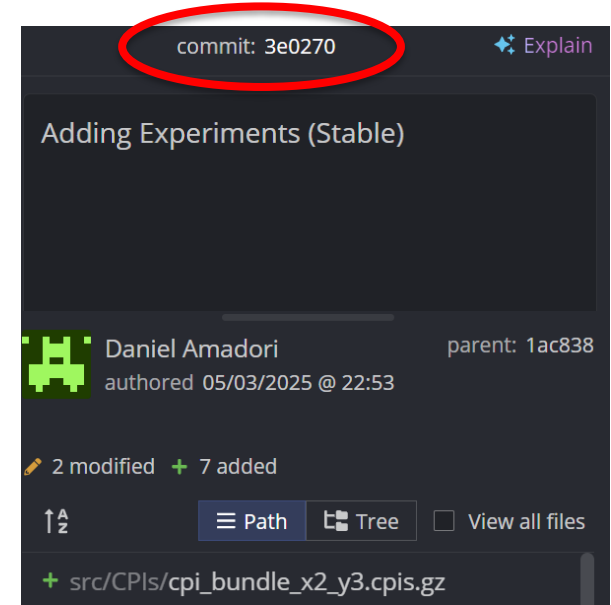 commit: 3e0270 Explain
Adding Experiments (Stable)
Daniel Amadori parent: 1ac838
authored 05/03/2025 @ 22:53
2 modified + 7 added
A Z Path Tree View all files
+ src/CPIs/cpi_bundle_x2_y3.cpis.gz